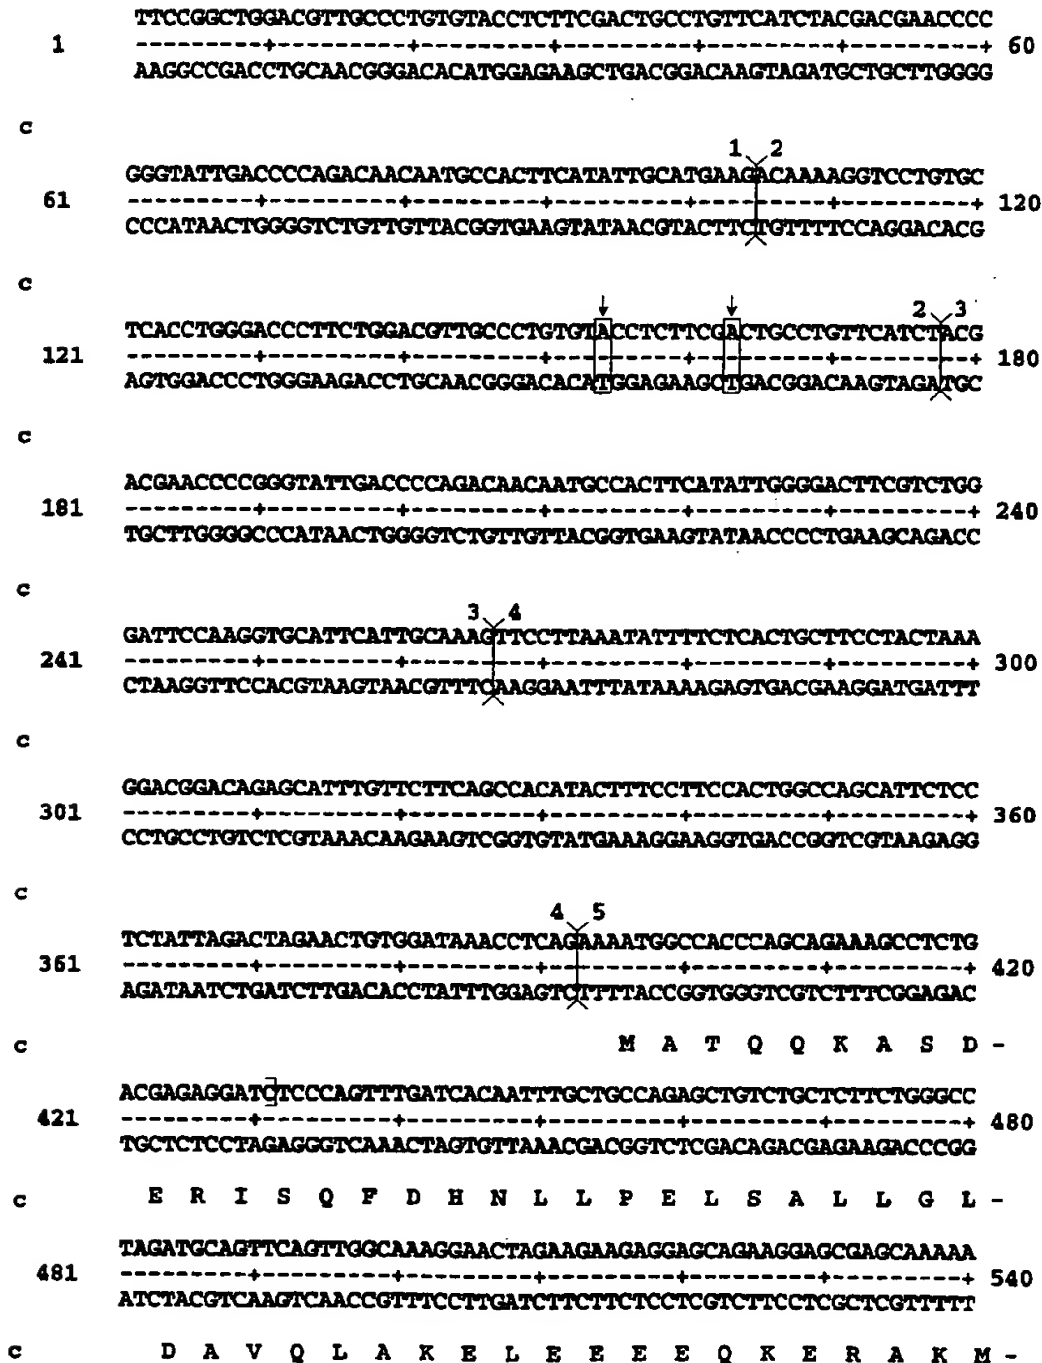 TTCCGGCTGGACGTTGCCCTGTGTACCTCTTCGACTGCCTGTTCATCTACGACGAACCCC
1 ---------+---------+---------+---------+---------+---------+ 60
AAGGCCGACCTGCAACGGGACACATGGAGAAGCTGACGGACAAGTAGATGCTGCTTGGGG
c
1 2
GGGTATTGACCCCAGACAACAATGCCACTTCATATTGCATGAAGACAAAAGGTCCTGTGC
61 ---------+---------+---------+---------+---------+---------+ 120
CCCATAACTGGGGTCTGTTGTTACGGTGAAGTATAACGTACTTCTGTTTTCCAGGACACG
c
2 3
TCACCTGGGACCCTTCTGGACGTTGCCCTGTGTACCTCTTCGACTGCCTGTTCATCTACG
121 ---------+---------+---------+---------+---------+---------+ 180
AGTGGACCCTGGGAAGACCTGCAACGGGACACATGGAGAAGCTGACGGACAAGTAGATGC
c
ACGAACCCCGGGTATTGACCCCAGACAACAATGCCACTTCATATTGGGGACTTCGTCTGG
181 ---------+---------+---------+---------+---------+---------+ 240
TGCTTGGGGCCCATAACTGGGGTCTGTTGTTACGGTGAAGTATAACCCCTGAAGCAGACC
c
3 4
GATTCCAAGGTGCATTCATTGCAAAGTTCCTTAAATATTTTCTCACTGCTTCCTACTAAA
241 ---------+---------+---------+---------+---------+---------+ 300
CTAAGGTTCCACGTAAGTAACGTTTCAAGGAATTTATAAAAGAGTGACGAAGGATGATTT
c
GGACGGACAGAGCATTTGTTCTTCAGCCACATACTTTCCTTCCACTGGCCAGCATTCTCC
301 ---------+---------+---------+---------+---------+---------+ 360
CCTGCCTGTCTCGTAAACAAGAAGTCGGTGTATGAAAGGAAGGTGACCGGTCGTAAGAGG
c
4 5
TCTATTAGACTAGAACTGTGGATAAACCTCAGAAAATGGCCACCCAGCAGAAAGCCTCTG
361 ---------+---------+---------+---------+---------+---------+ 420
AGATAATCTGATCTTGACACCTATTTGGAGTCTTTTACCGGTGGGTCGTCTTTCGGAGAC
c M A T Q Q K A S D -
ACGAGAGGATCTCCCAGTTTGATCACAATTTGCTGCCAGAGCTGTCTGCTCTTCTGGGCC
421 ---------+---------+---------+---------+---------+---------+ 480
TGCTCTCCTAGAGGGTCAAACTAGTGTTAAACGACGGTCTCGACAGACGAGAAGACCCGG
c E R I S Q F D H N L L P E L S A L L G L -
TAGATGCAGTTCAGTTGGCAAAGGAACTAGAAGAAGAGGAGCAGAAGGAGCGAGCAAAAA
481 ---------+---------+---------+---------+---------+---------+ 540
ATCTACGTCAAGTCAACCGTTTCCTTGATCTTCTTCTCCTCGTCTTCCTCGCTCGTTTTT
c D A V Q L A K E L E E E E Q K E R A K M -